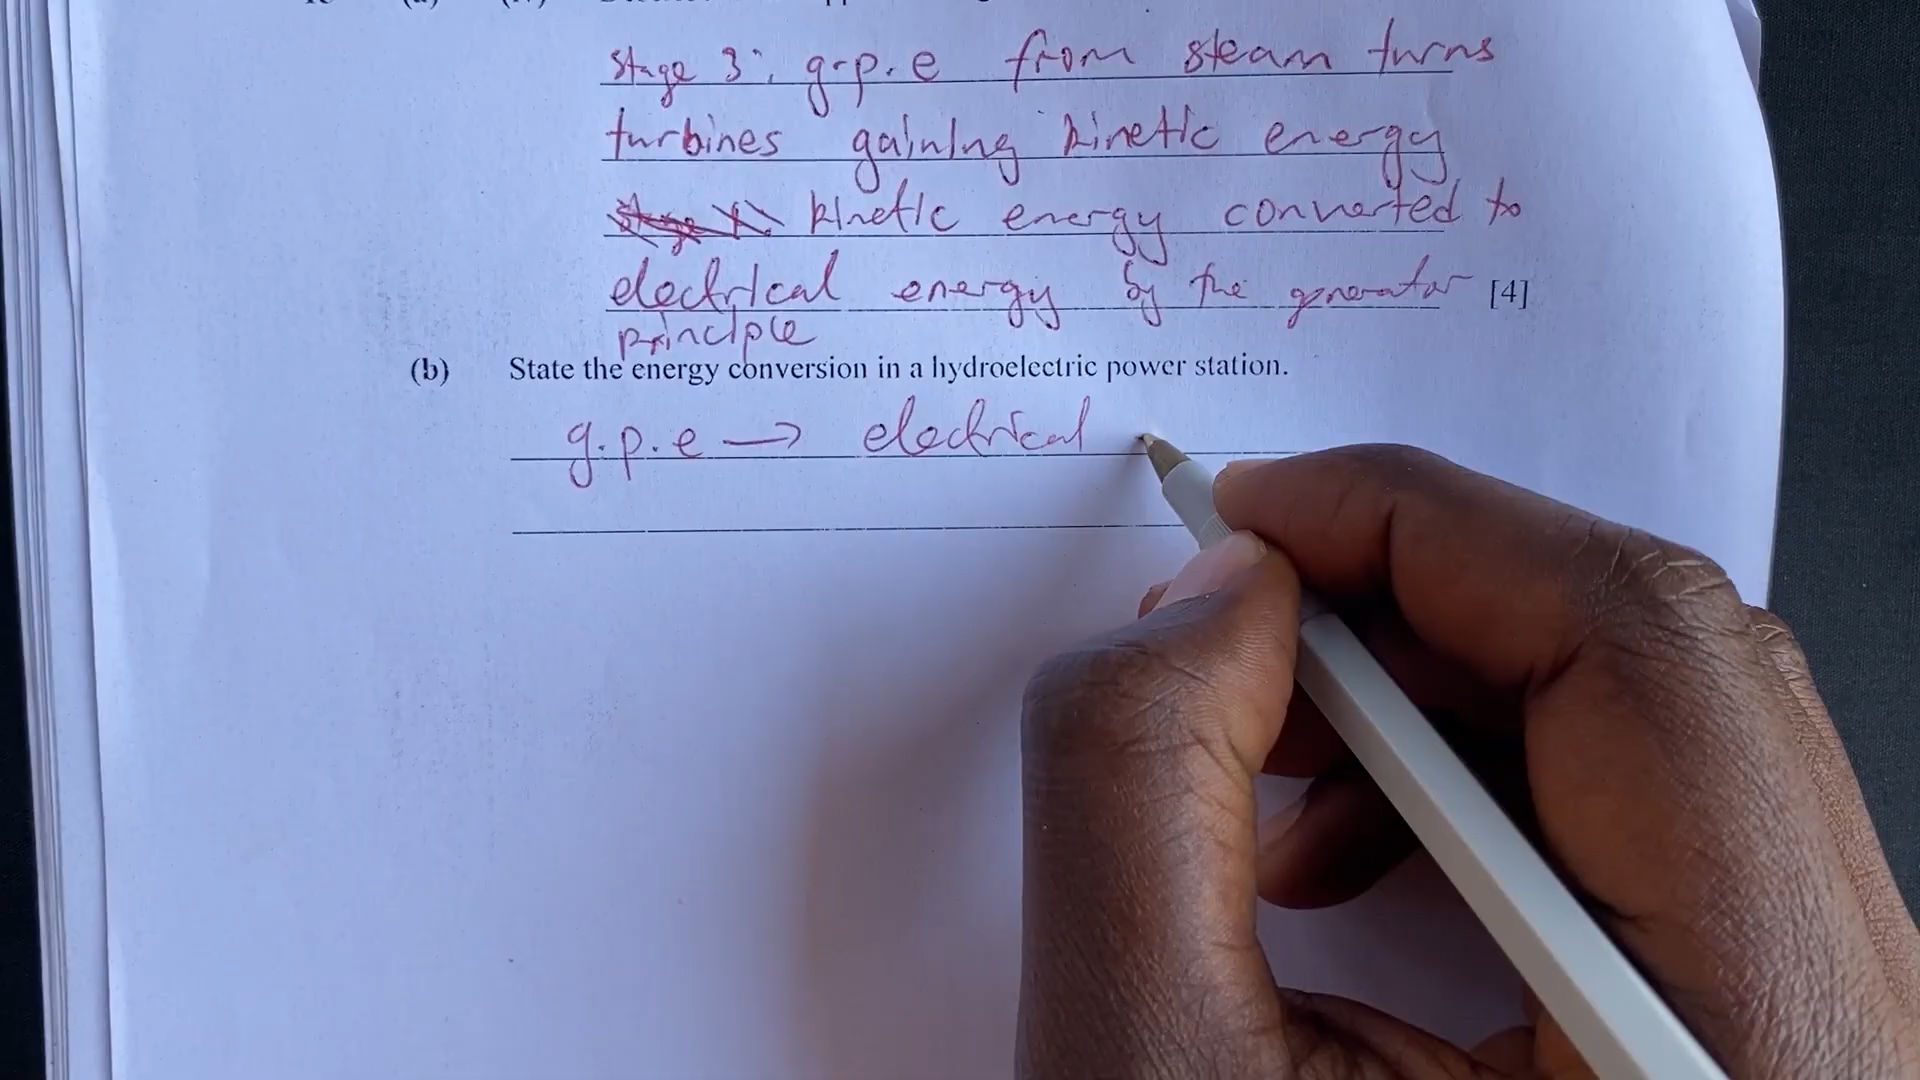 stage 3: g.p.e from steam turns
turbines gaining kinetic energy
kinetic energy converted to
electrical energy by the generator [4]
principle
(b) State the energy conversion in a hydroelectric power station.
g.p.e → electrical